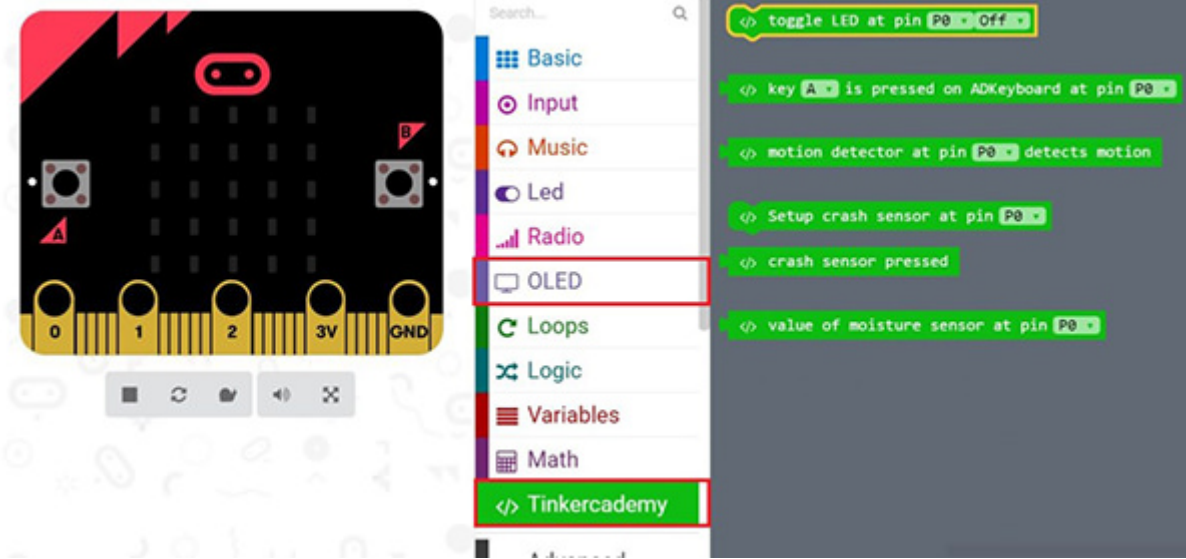 B
A
0 1 2 3V GND
Search...
Basic
Input
Music
Led
Radio
OLED
Loops
Logic
Variables
Math
</> Tinkercademy
Advanced
</> toggle LED at pin P0 Off
</> key A is pressed on ADKeyboard at pin P0
</> motion detector at pin P0 detects motion
</> Setup crash sensor at pin P0
</> crash sensor pressed
</> value of moisture sensor at pin P0